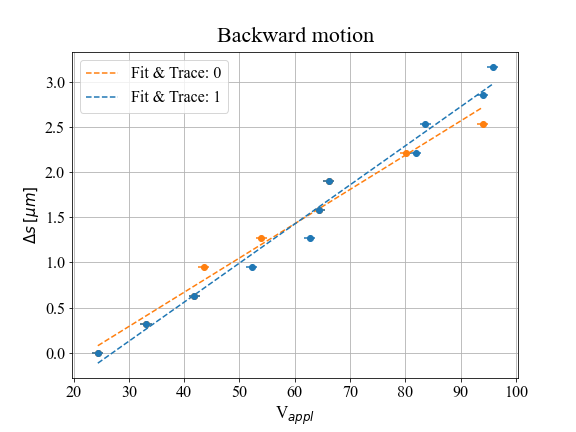 Backward motion
Fit & Trace: 0
Fit & Trace: 1
Δs [μm]
3.0
2.5
2.0
1.5
1.0
0.5
0.0
20 30 40 50 60 70 80 90 100
V_appl